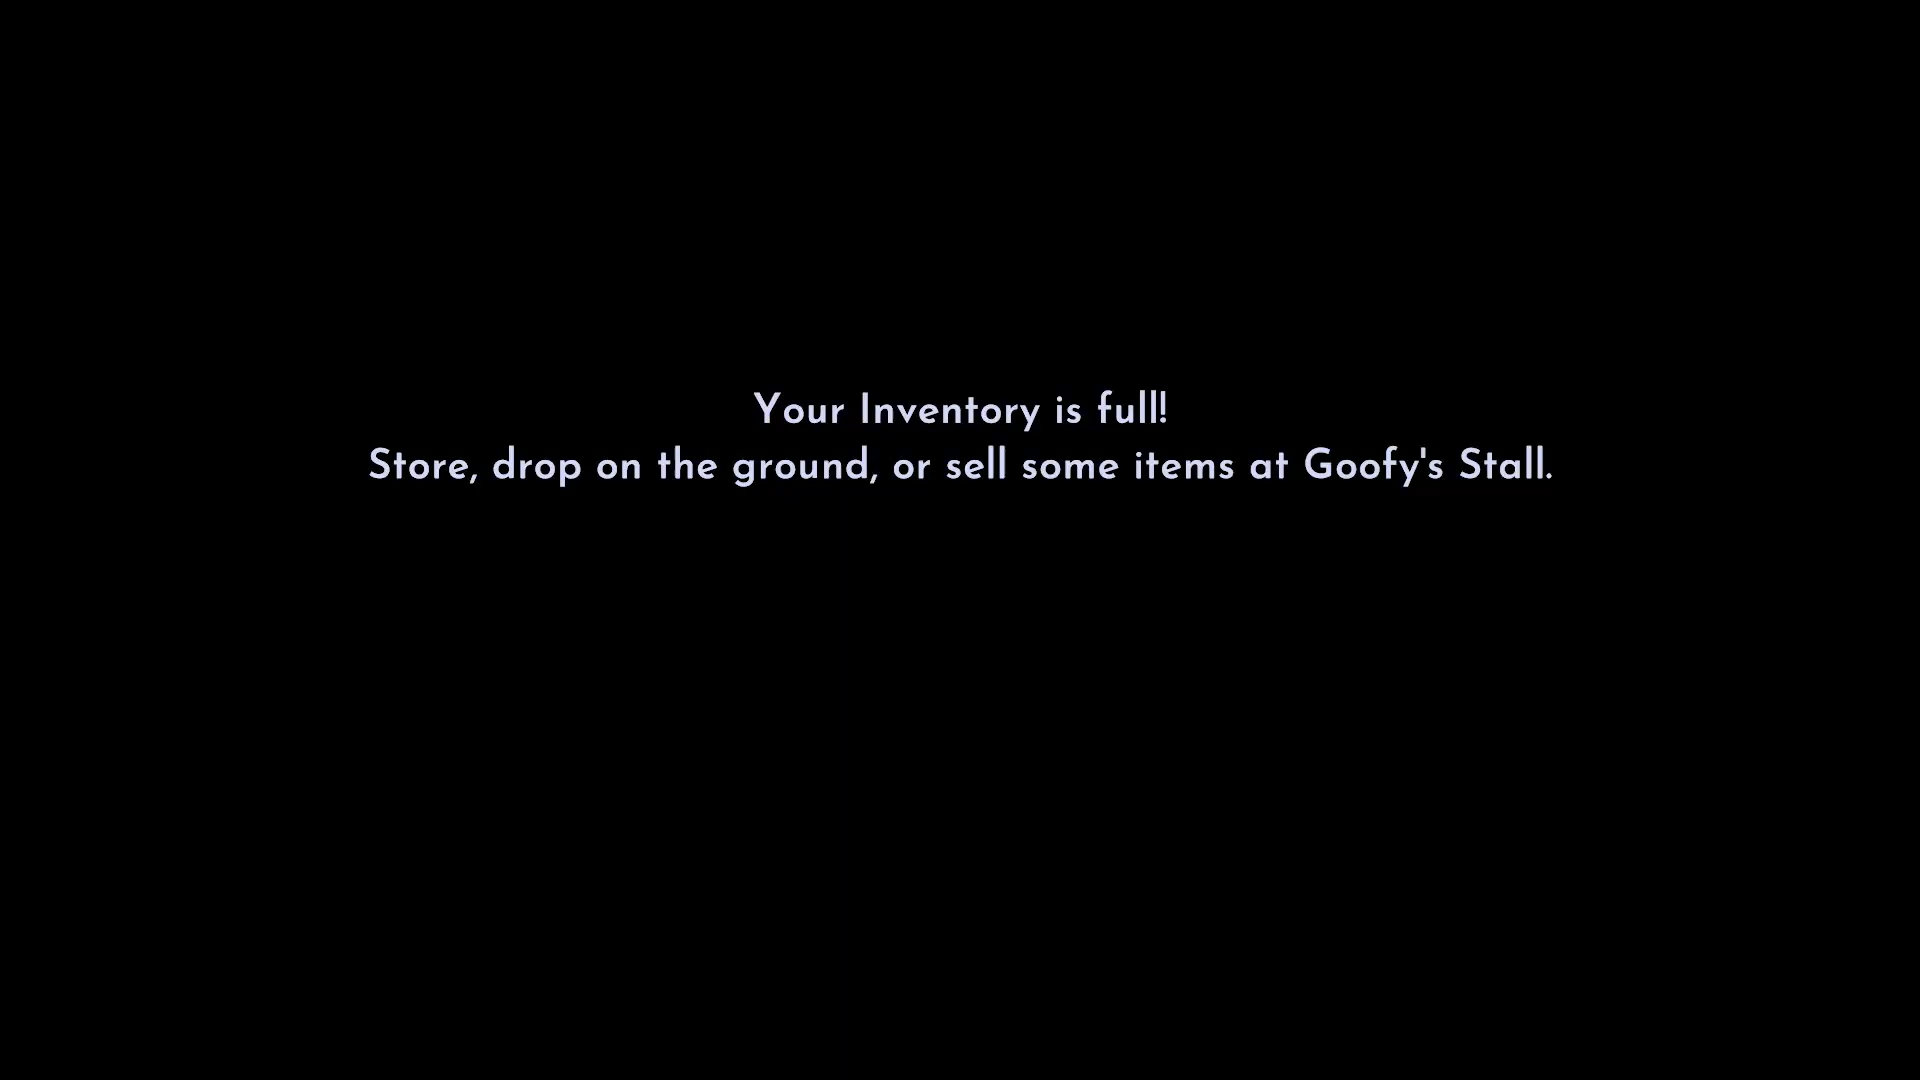 Your Inventory is full!
Store, drop on the ground, or sell some items at Goofy's Stall.